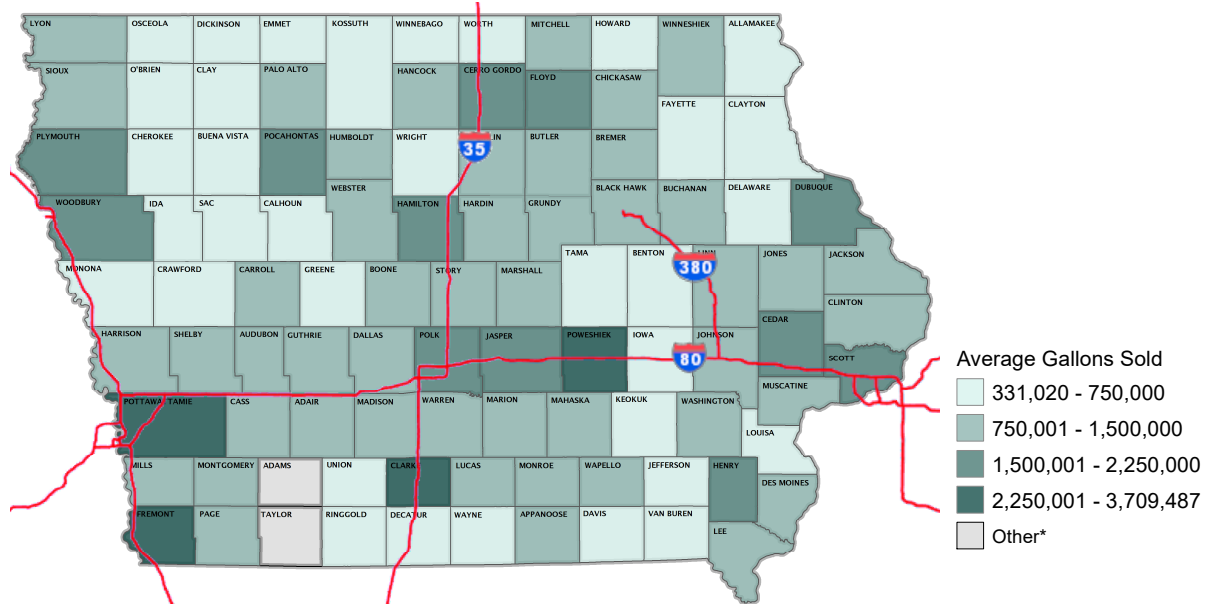 LYON OSCEOLA DICKINSON EMMET KOSSUTH WINNEBAGO WORTH MITCHELL HOWARD WINNESHIEK ALLAMAKEE
SIOUX O'BRIEN CLAY PALO ALTO HANCOCK CERRO GORDO FLOYD CHICKASAW
FAYETTE CLAYTON
PLYMOUTH CHEROKEE BUENA VISTA POCAHONTAS HUMBOLDT WRIGHT 35 LIN BUTLER BREMER
WEBSTER BLACK HAWK BUCHANAN DELAWARE DUBUQUE
WOODBURY IDA SAC CALHOUN HAMILTON HARDIN GRUNDY
TAMA BENTON LINN JONES JACKSON
MONONA CRAWFORD CARROLL GREENE BOONE STORY MARSHALL 380
CLINTON
CEDAR
HARRISON SHELBY AUDUBON GUTHRIE DALLAS POLK JASPER POWESHIEK IOWA JOHNSON
80 SCOTT
MUSCATINE
POTTAWATTAMIE CASS ADAIR MADISON WARREN MARION MAHASKA KEOKUK WASHINGTON
LOUISA
MILLS MONTGOMERY ADAMS UNION CLARKE LUCAS MONROE WAPELLO JEFFERSON HENRY
DES MOINES
FREMONT PAGE TAYLOR RINGGOLD DECATUR WAYNE APPANOOSE DAVIS VAN BUREN
LEE
Average Gallons Sold
331,020 - 750,000
750,001 - 1,500,000
1,500,001 - 2,250,000
2,250,001 - 3,709,487
Other*